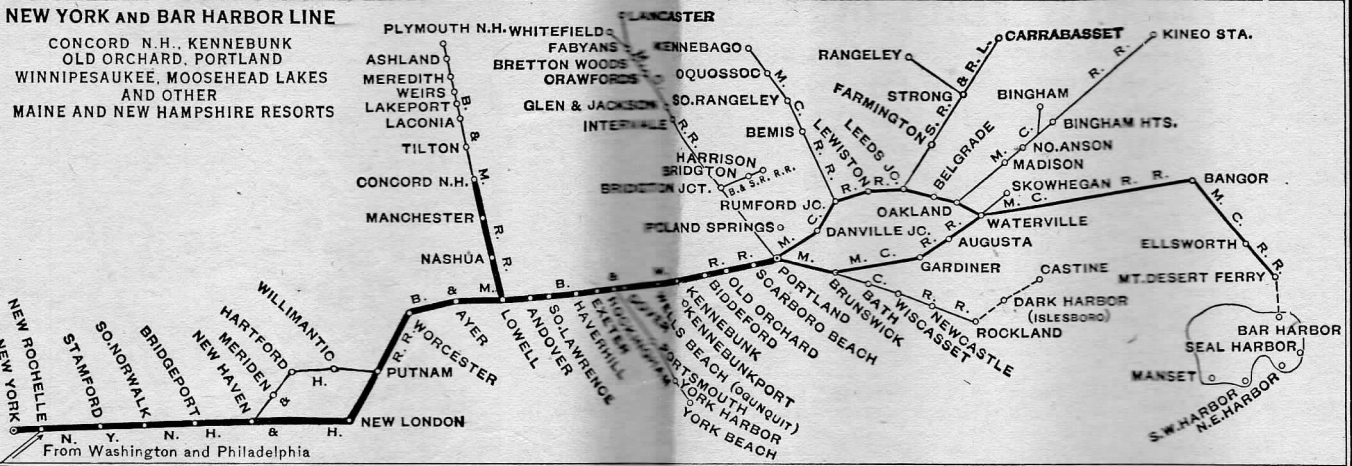 NEW YORK AND BAR HARBOR LINE
CONCORD N.H., KENNEBUNK
OLD ORCHARD, PORTLAND
WINNIPESAUKEE, MOOSEHEAD LAKES
AND OTHER
MAINE AND NEW HAMPSHIRE RESORTS
PLYMOUTH N.H.
ASHLAND
MEREDITH
WEIRS
LAKEPORT
LACONIA
TILTON
CONCORD N.H.
MANCHESTER
NASHUA
B. & M. R. R.
LANCASTER
WHITEFIELD
FABYANS
BRETTON WOODS
CRAWFORDS
GLEN & JACKSON
INTERVALE
R.R.
HARRISON
BRIDGTON
BRIDGTON JCT.
B. & S. R. R.R.
POLAND SPRINGS
KENNEBAGO
OQUOSSOC
SO. RANGELEY
BEMIS
RUMFORD JC.
M. C. R. R.
DANVILLE JC.
LEWISTON
LEEDS JC.
FARMINGTON
STRONG
RANGELEY
CARRABASSET
S. R. & R. L.
BELGRADE
OAKLAND
M. C. R. R.
KINEO STA.
BINGHAM
BINGHAM HTS.
NO. ANSON
MADISON
SKOWHEGAN
M. C. R. R.
WATERVILLE
AUGUSTA
GARDINER
M. C. R. R.
BANGOR
M. C. R. R.
ELLSWORTH
MT. DESERT FERRY
BAR HARBOR
SEAL HARBOR
MANSET
S.W. HARBOR
N.E. HARBOR
CASTINE
DARK HARBOR
(ISLESBORO)
ROCKLAND
M. C. R. R.
NEWCASTLE
WISCASSET
BATH
BRUNSWICK
PORTLAND
SCARBORO BEACH
OLD ORCHARD
BIDDEFORD
KENNEBUNK
KENNEBUNKPORT
WELLS BEACH (OGUNQUIT)
PORTSMOUTH
YORK HARBOR
YORK BEACH
DOVER
ROCKINGHAM
EXETER
HAVERHILL
SO. LAWRENCE
ANDOVER
LOWELL
B. & M. R. R.
AYER
WORCESTER
B. & M.
PUTNAM
R. R.
WILLIMANTIC
HARTFORD
MERIDEN
NEW HAVEN
& H.
NEW LONDON
BRIDGEPORT
SO. NORWALK
STAMFORD
NEW ROCHELLE
NEW YORK
N. Y. N. H. & H.
From Washington and Philadelphia